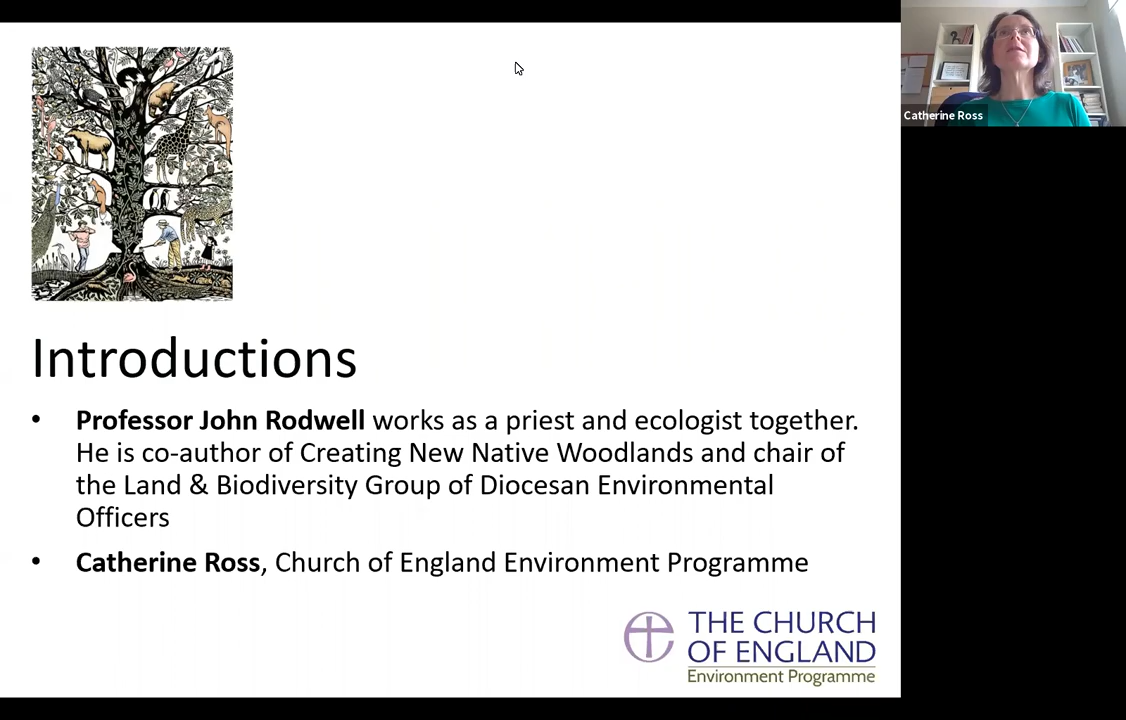 Catherine Ross
Introductions
• Professor John Rodwell works as a priest and ecologist together.
He is co-author of Creating New Native Woodlands and chair of
the Land & Biodiversity Group of Diocesan Environmental
Officers
• Catherine Ross, Church of England Environment Programme
THE CHURCH
OF ENGLAND
Environment Programme